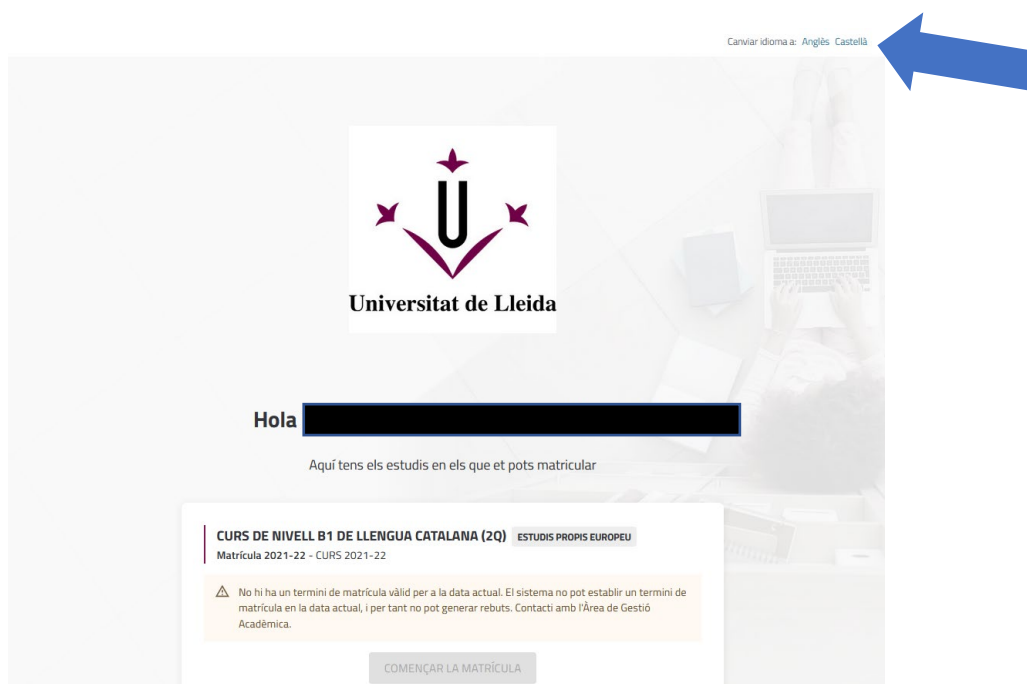 Canviar idioma a: Anglès Castellà
Ü
Universitat de Lleida
Hola
Aquí tens els estudis en els que et pots matricular
CURS DE NIVELL B1 DE LLENGUA CATALANA (2Q) ESTUDIS PROPIS EUROPEU
Matrícula 2021-22 - CURS 2021-22
No hi ha un termini de matrícula vàlid per a la data actual. El sistema no pot establir un termini de
matrícula en la data actual, i per tant no pot generar rebuts. Contacti amb l'Àrea de Gestió
Acadèmica.
COMENÇAR LA MATRÍCULA